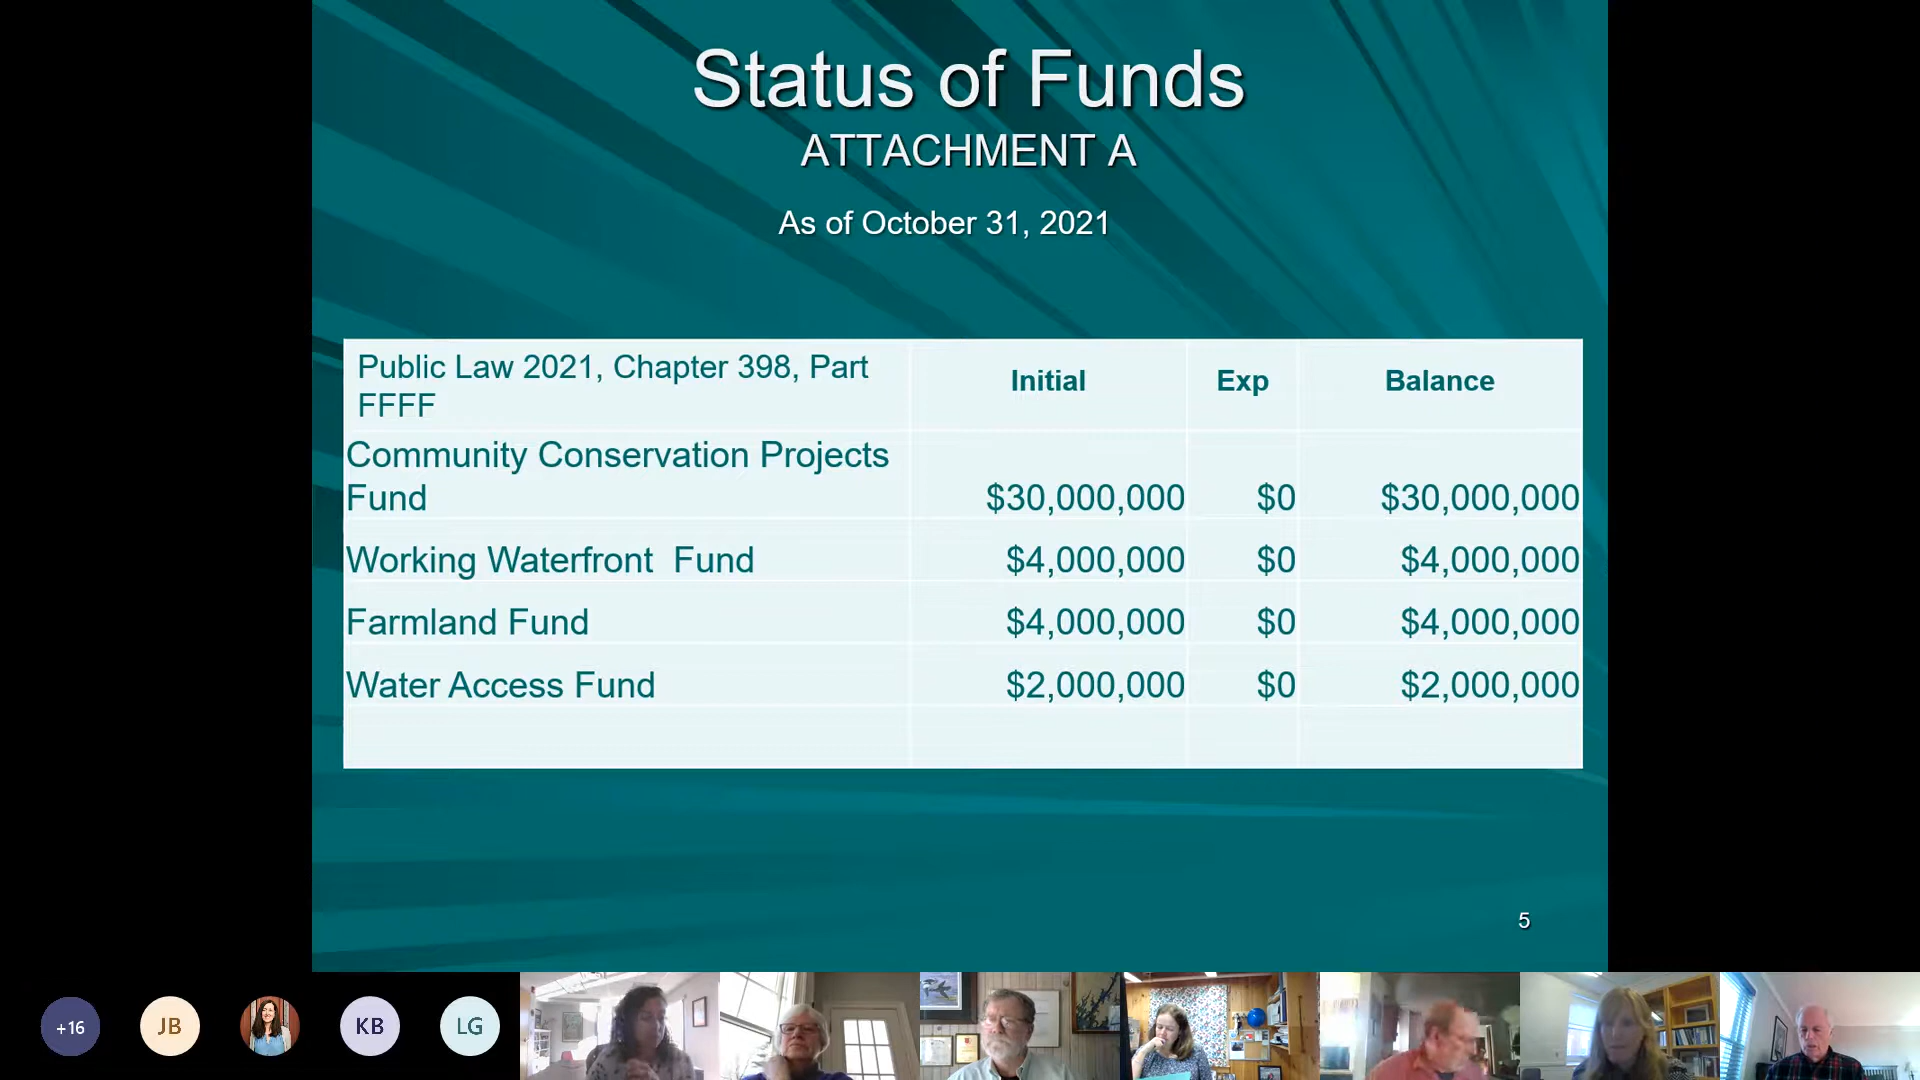 Status of Funds
ATTACHMENT A
As of October 31, 2021
Public Law 2021, Chapter 398, Part
FFFF
Initial
Exp
Balance
Community Conservation Projects
Fund
$30,000,000
$0
$30,000,000
Working Waterfront  Fund
$4,000,000
$0
$4,000,000
Farmland Fund
$4,000,000
$0
$4,000,000
Water Access Fund
$2,000,000
$0
$2,000,000
5
+16
JB
KB
LG